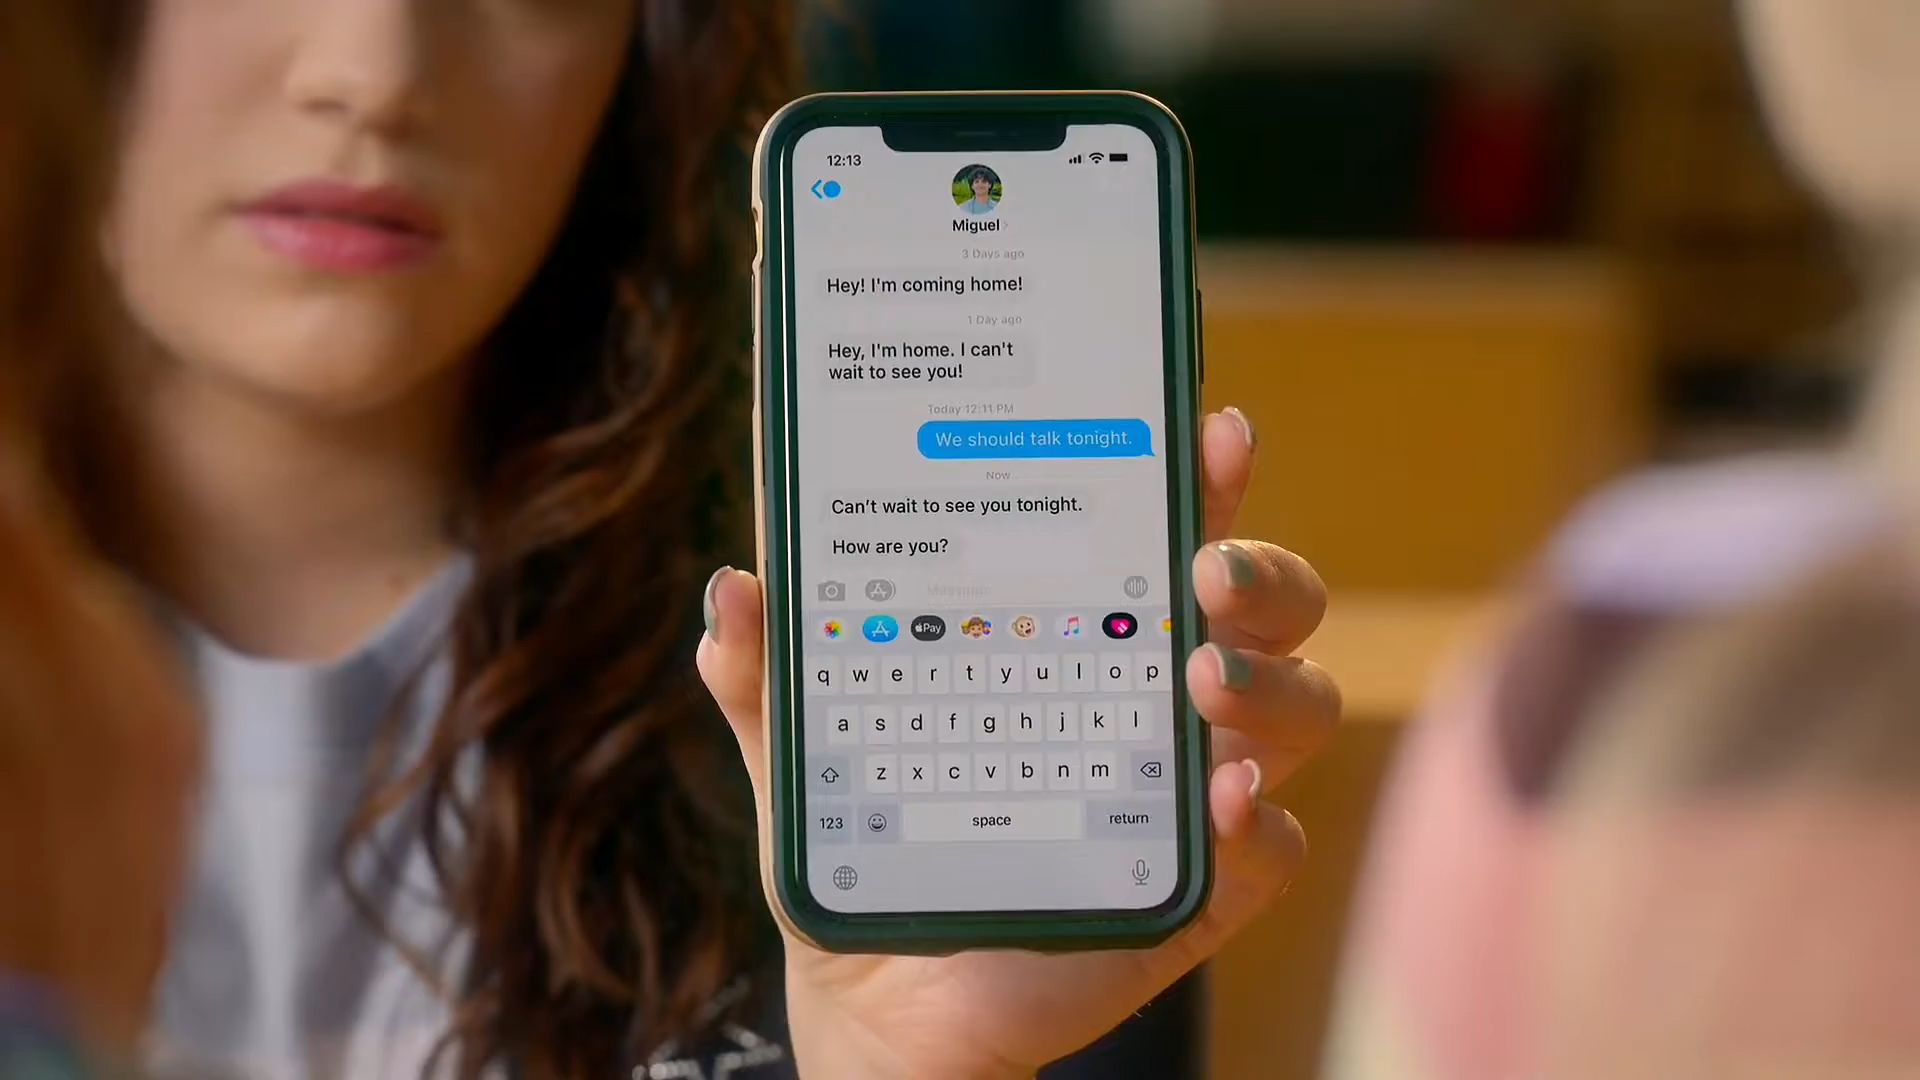 12:13
Miguel
3 Days ago
Hey! I'm coming home!
1 Day ago
Hey, I'm home. I can't
wait to see you!
Today 12:11 PM
We should talk tonight.
Now
Can't wait to see you tonight.
How are you?
Message
Pay
q w e r t y u l o p
a s d f g h j k l
z x c v b n m
123 space return